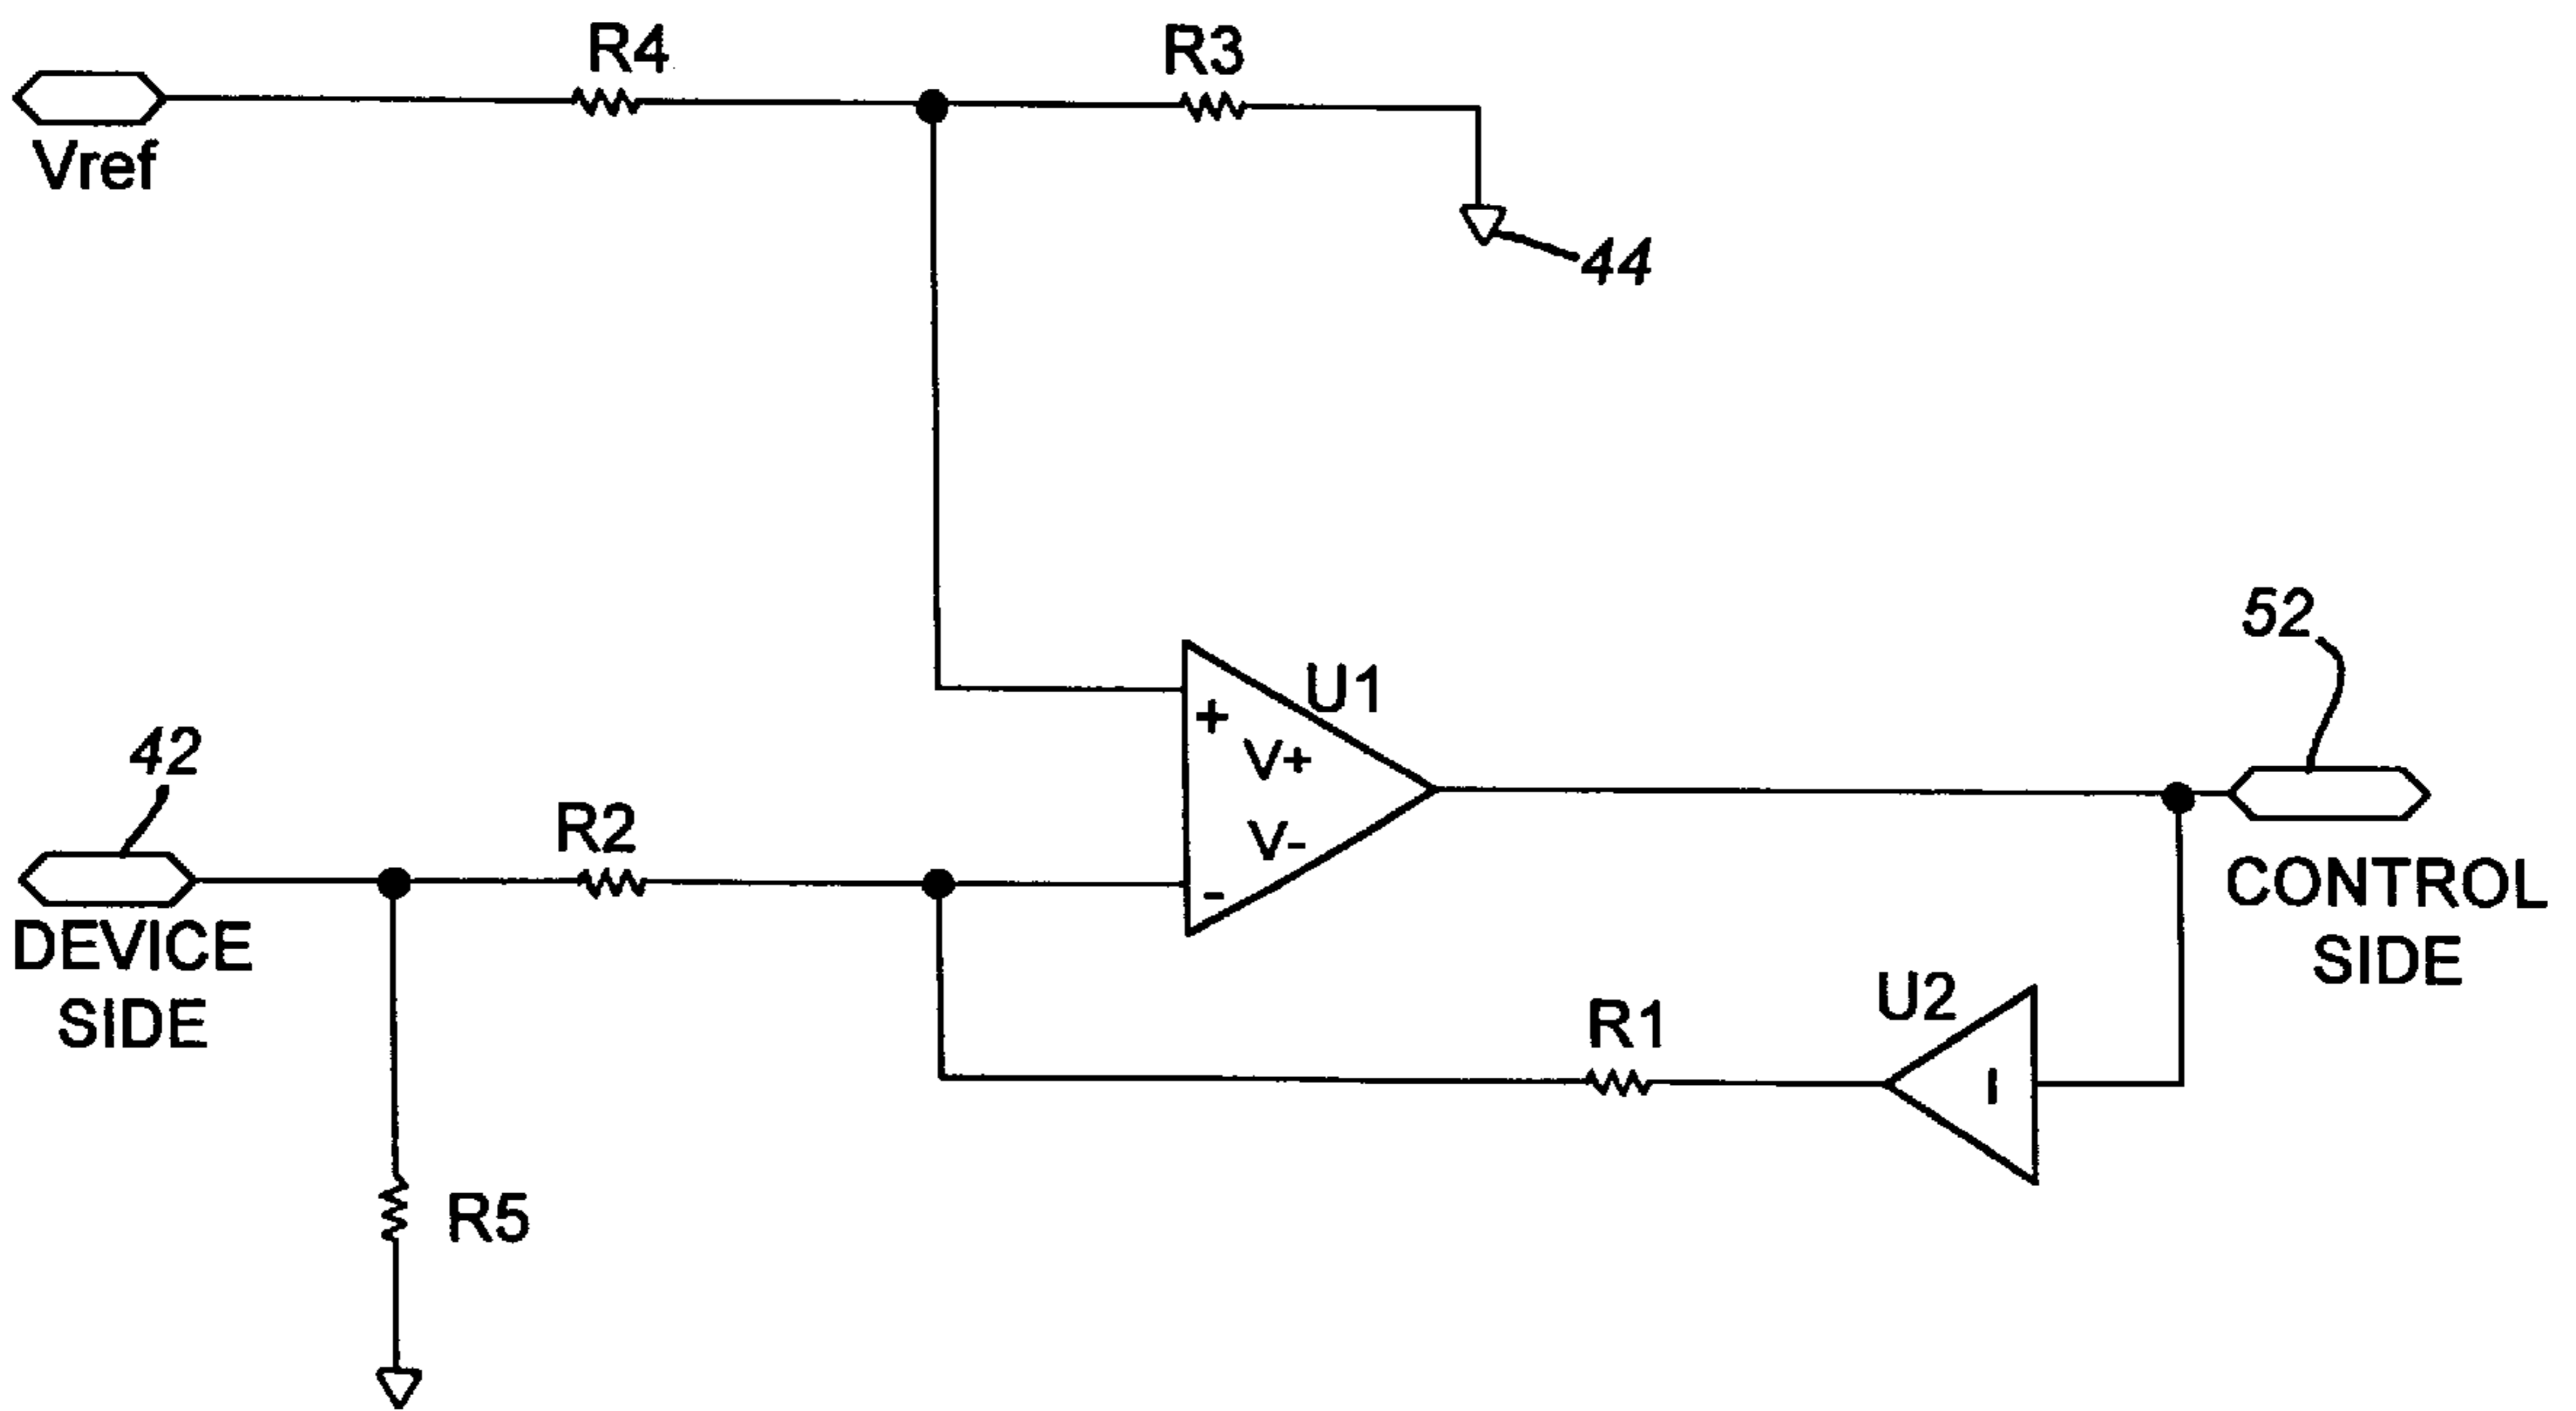 R4
R3
Vref
44
52
U1
+
V+
42
R2
V-
-
CONTROL
SIDE
DEVICE
SIDE
U2
R1
I
R5